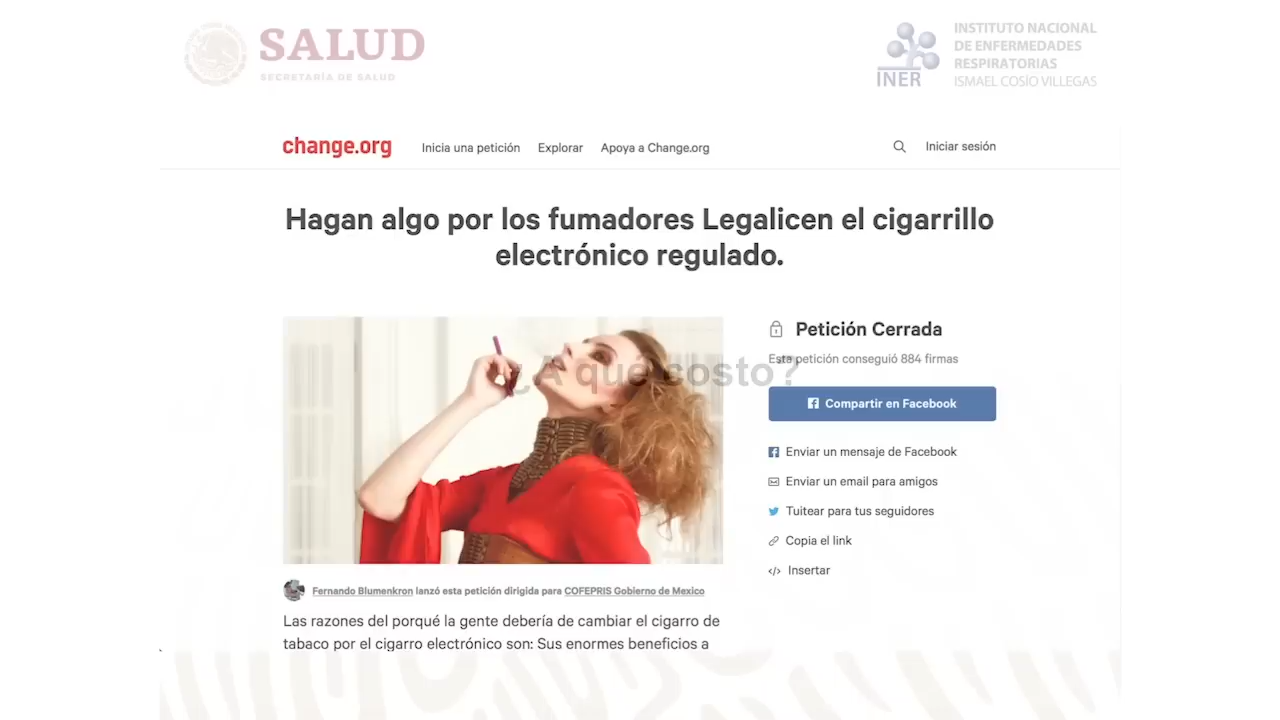 SALUD
SECRETARÍA DE SALUD
INER
INSTITUTO NACIONAL
DE ENFERMEDADES
RESPIRATORIAS
ISMAEL COSÍO VILLEGAS
change.org
Inicia una petición
Explorar
Apoya a Change.org
Iniciar sesión
Hagan algo por los fumadores Legalicen el cigarrillo
electrónico regulado.
Petición Cerrada
Esta petición consiguió 884 firmas
¿A qué costo?
Compartir en Facebook
Enviar un mensaje de Facebook
Enviar un email para amigos
Tuitear para tus seguidores
Copia el link
Insertar
Fernando Blumenkron lanzó esta petición dirigida para COFEPRIS Gobierno de Mexico
Las razones del porqué la gente debería de cambiar el cigarro de
tabaco por el cigarro electrónico son: Sus enormes beneficios a